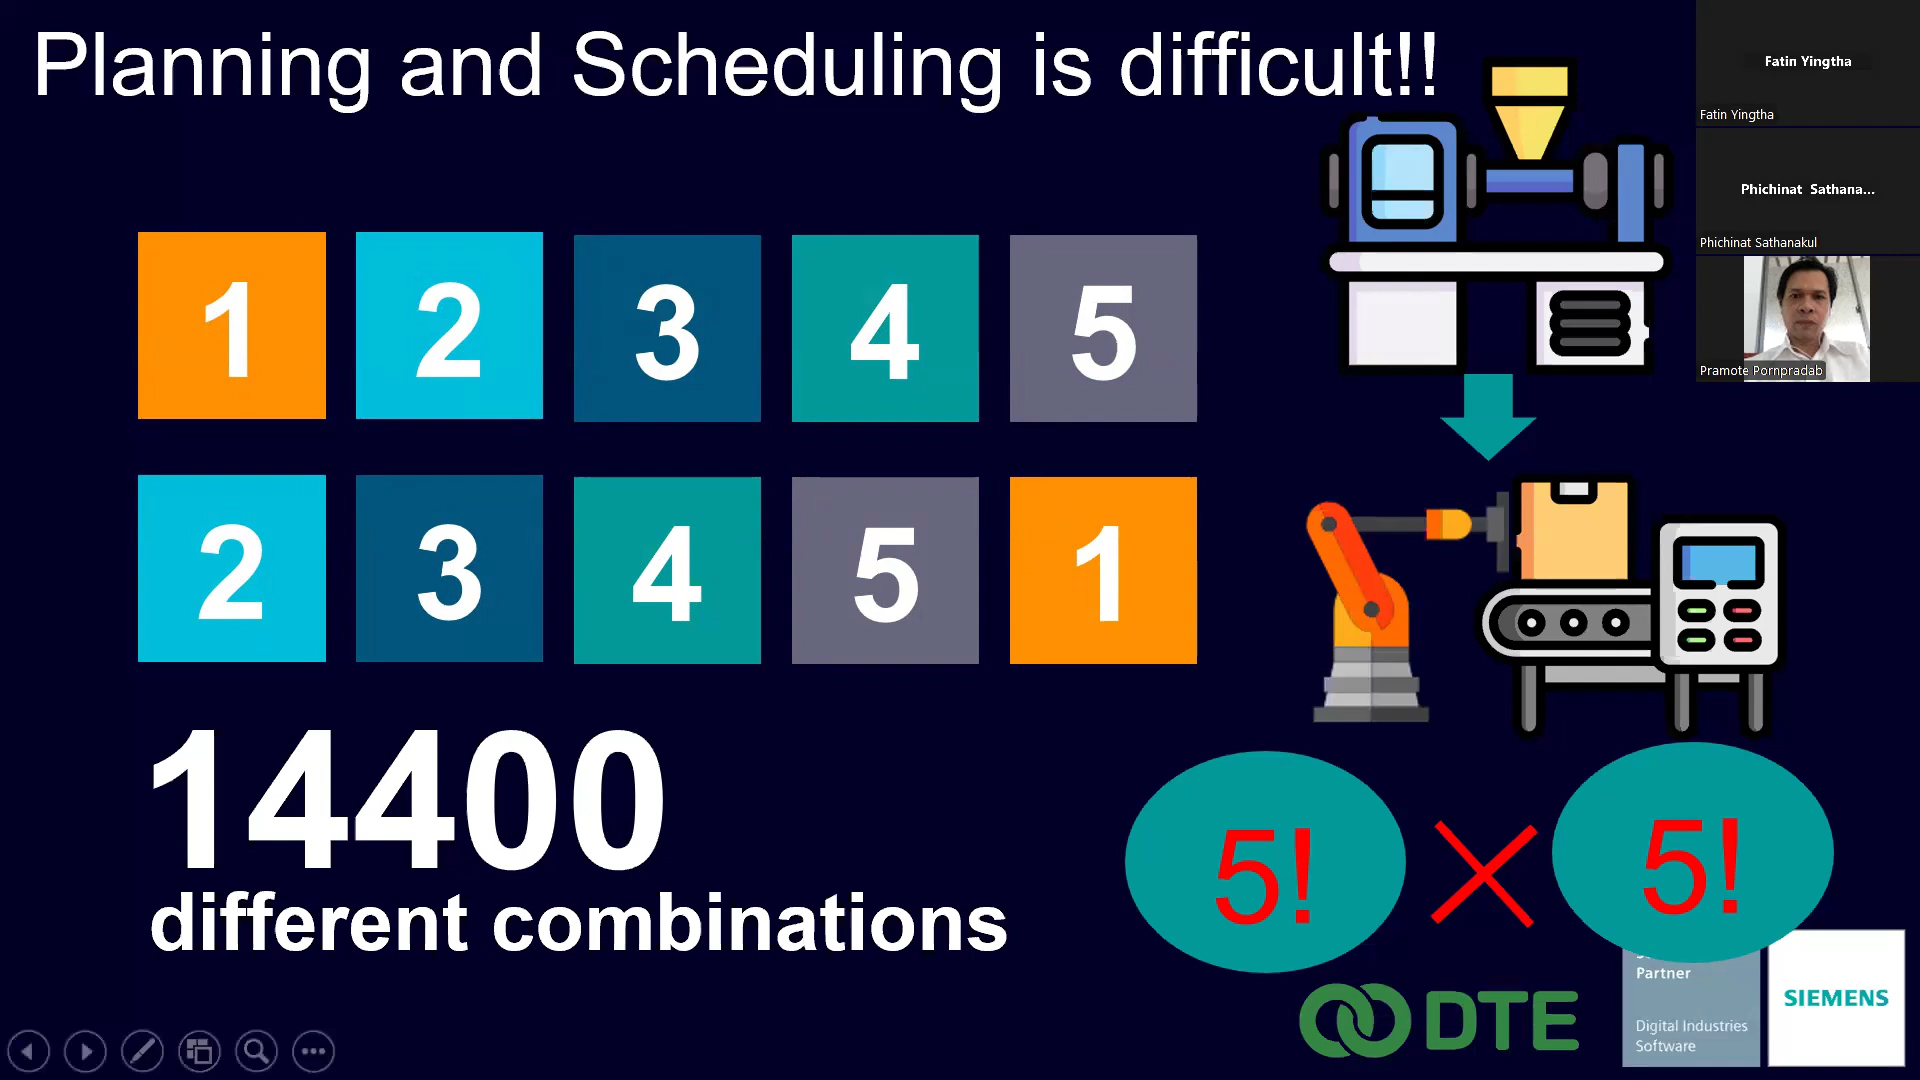 Planning and Scheduling is difficult!!
Fatin Yingtha
Fatin Yingtha
Phichinat Sathana...
Phichinat Sathanakul
Pramote Pornpradab
1 2 3 4 5
2 3 4 5 1
14400
different combinations
5! × 5!
Partner
Digital Industries
Software
SIEMENS
DTE